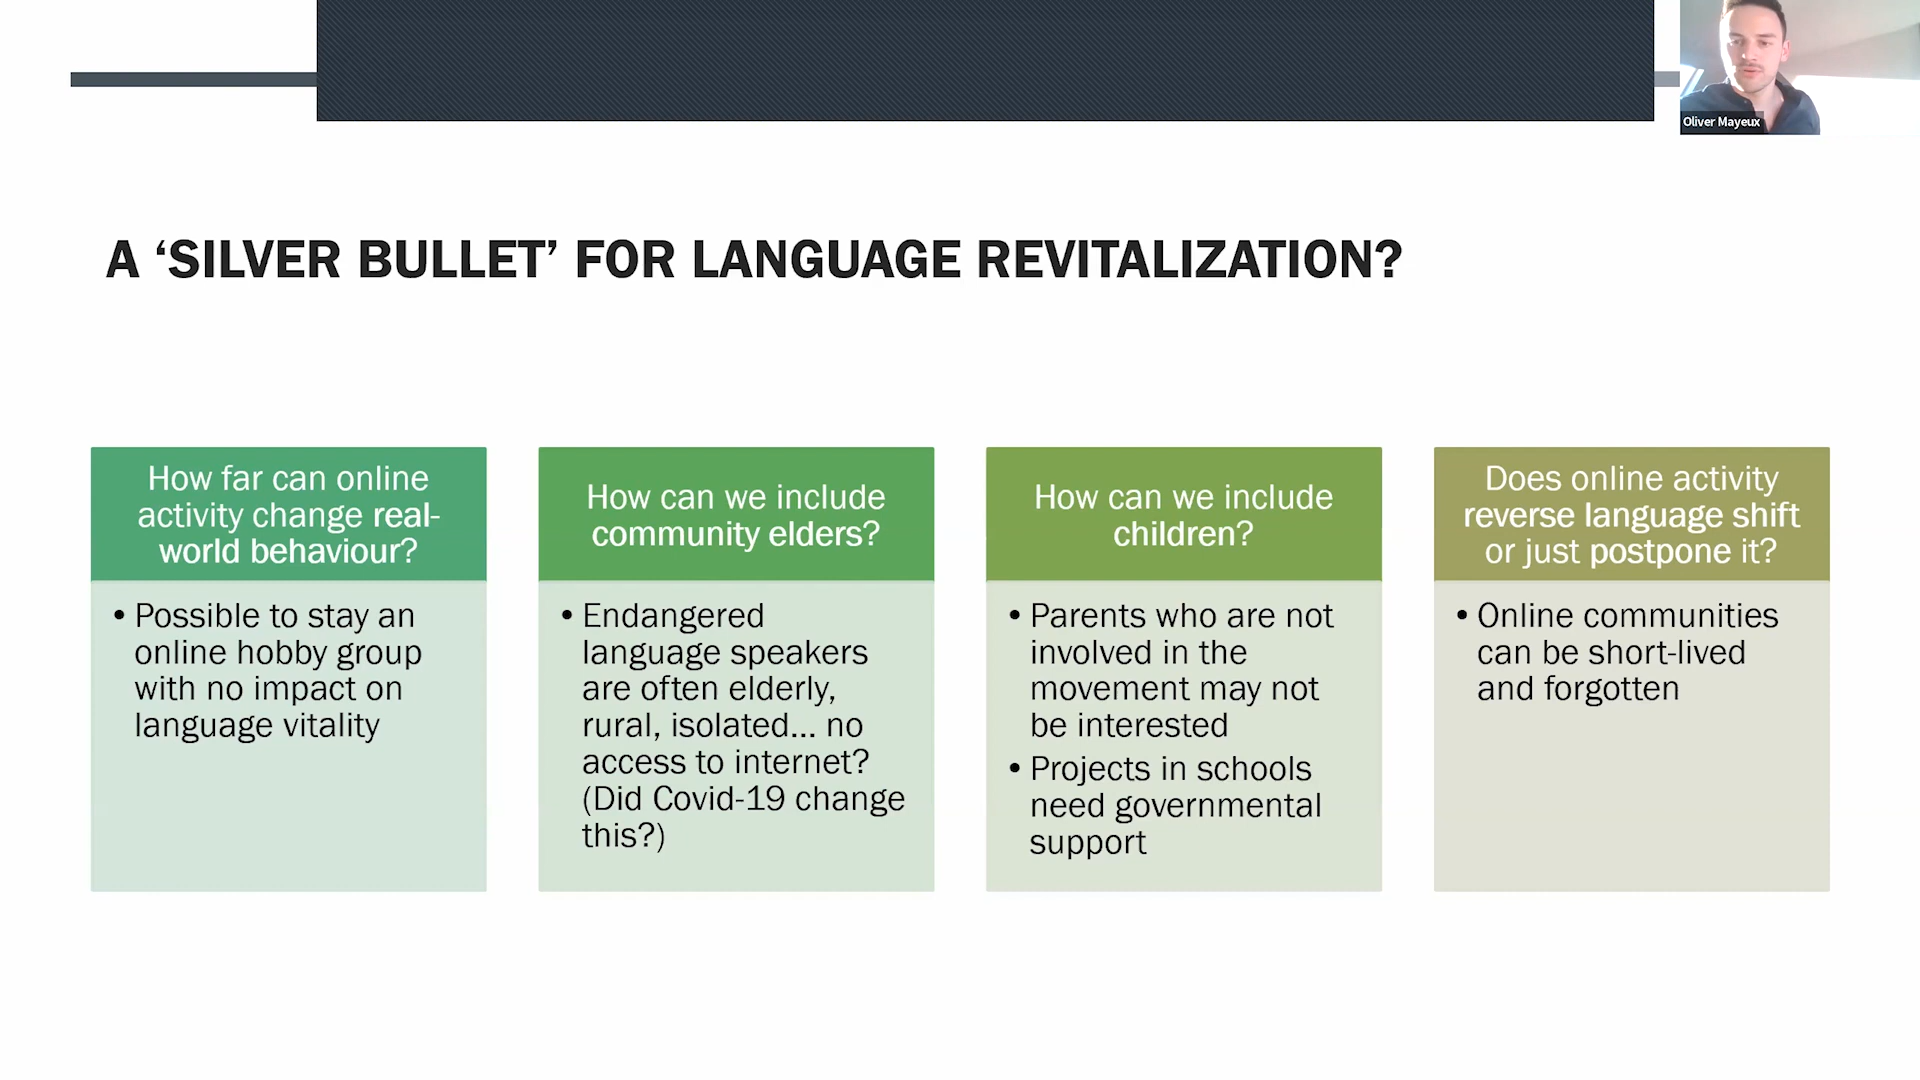 Oliver Mayeux
A ‘SILVER BULLET’ FOR LANGUAGE REVITALIZATION?
How far can online
activity change real-
world behaviour?
• Possible to stay an
online hobby group
with no impact on
language vitality
How can we include
community elders?
• Endangered
language speakers
are often elderly,
rural, isolated... no
access to internet?
(Did Covid-19 change
this?)
How can we include
children?
• Parents who are not
involved in the
movement may not
be interested
• Projects in schools
need governmental
support
Does online activity
reverse language shift
or just postpone it?
• Online communities
can be short-lived
and forgotten